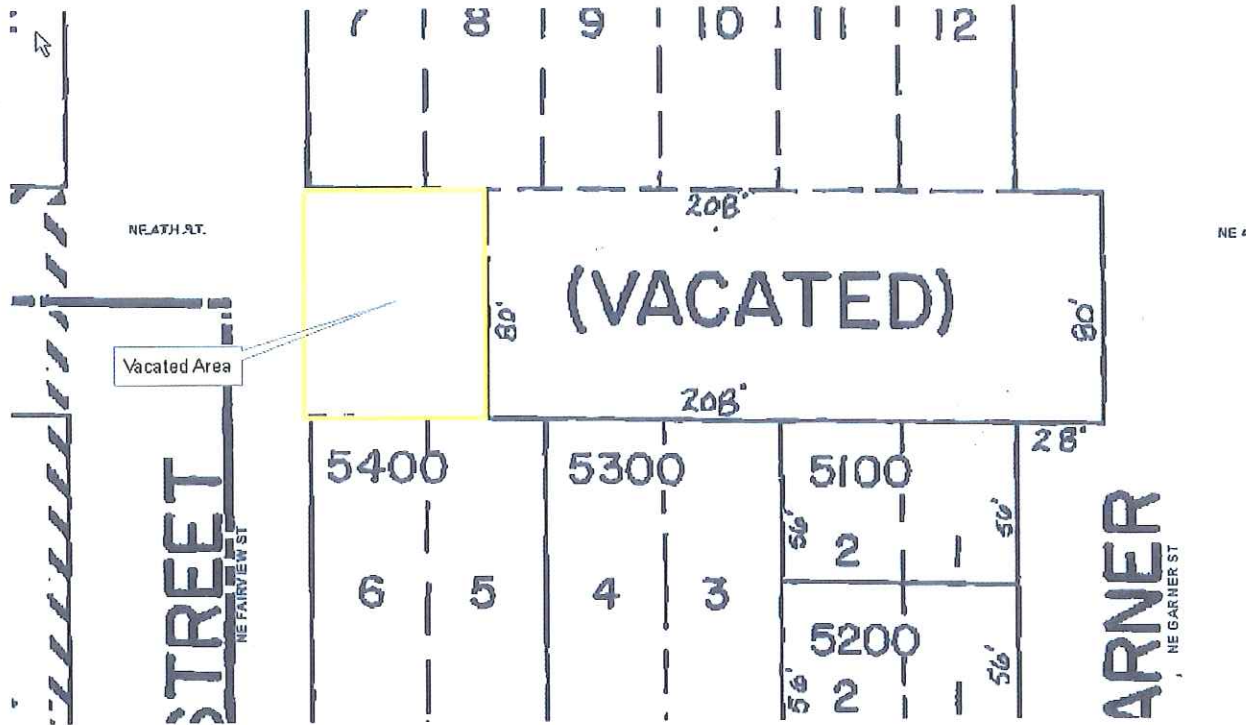 7 8 9 10 11 12
208'
NE 4TH ST.
NE 4
(VACATED)
80'
80'
Vacated Area
208'
28'
5400 5300 5100
56' 56'
2 1
6 5 4 3
5200
56' 56'
2 1
STREET
NE FAIRVIEW ST
ARNER
NE GARNER ST